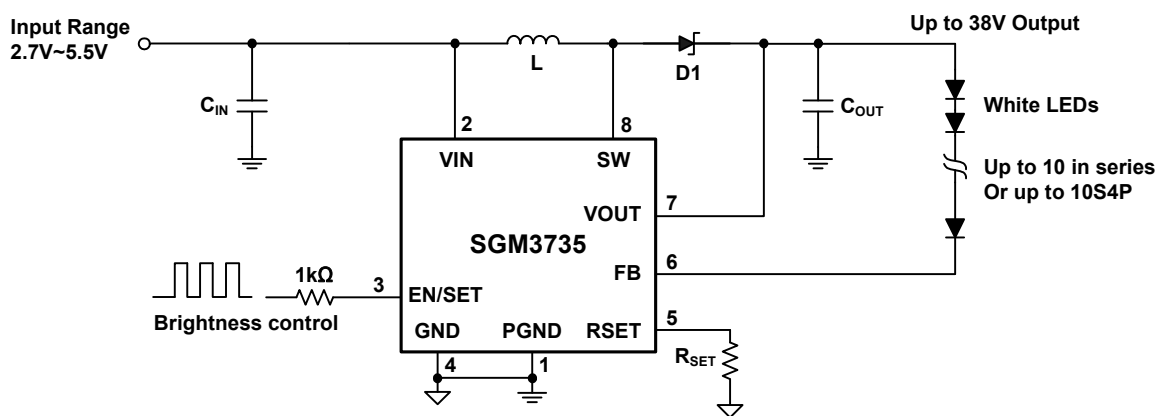 Input Range
2.7V~5.5V
Up to 38V Output
L
D1
CIN
COUT
White LEDs
2
8
VIN
SW
Up to 10 in series
Or up to 10S4P
VOUT
7
SGM3735
FB
6
1kΩ
3
EN/SET
Brightness control
GND
PGND
RSET
5
RSET
4
1